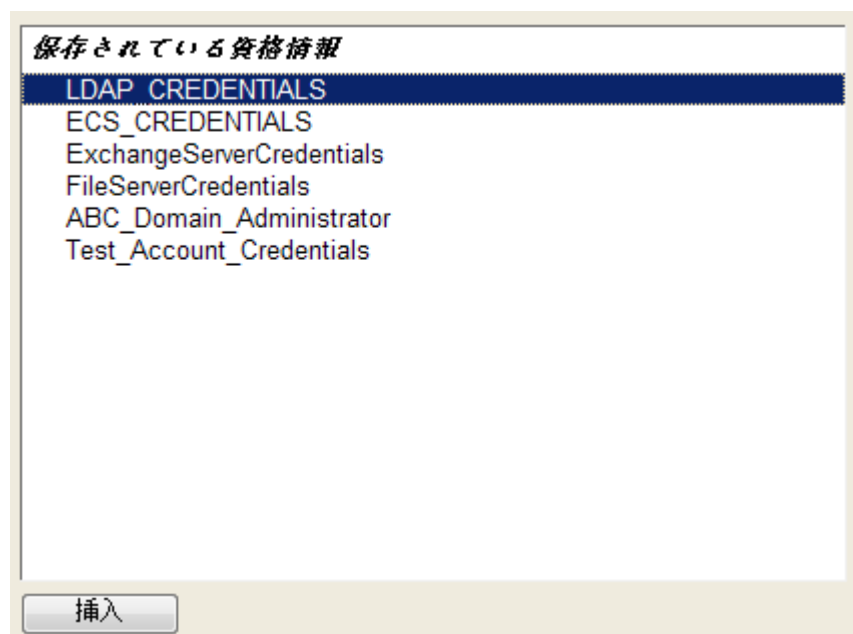 保存されている資格情報
LDAP_CREDENTIALS
ECS_CREDENTIALS
ExchangeServerCredentials
FileServerCredentials
ABC_Domain_Administrator
Test_Account_Credentials
挿入